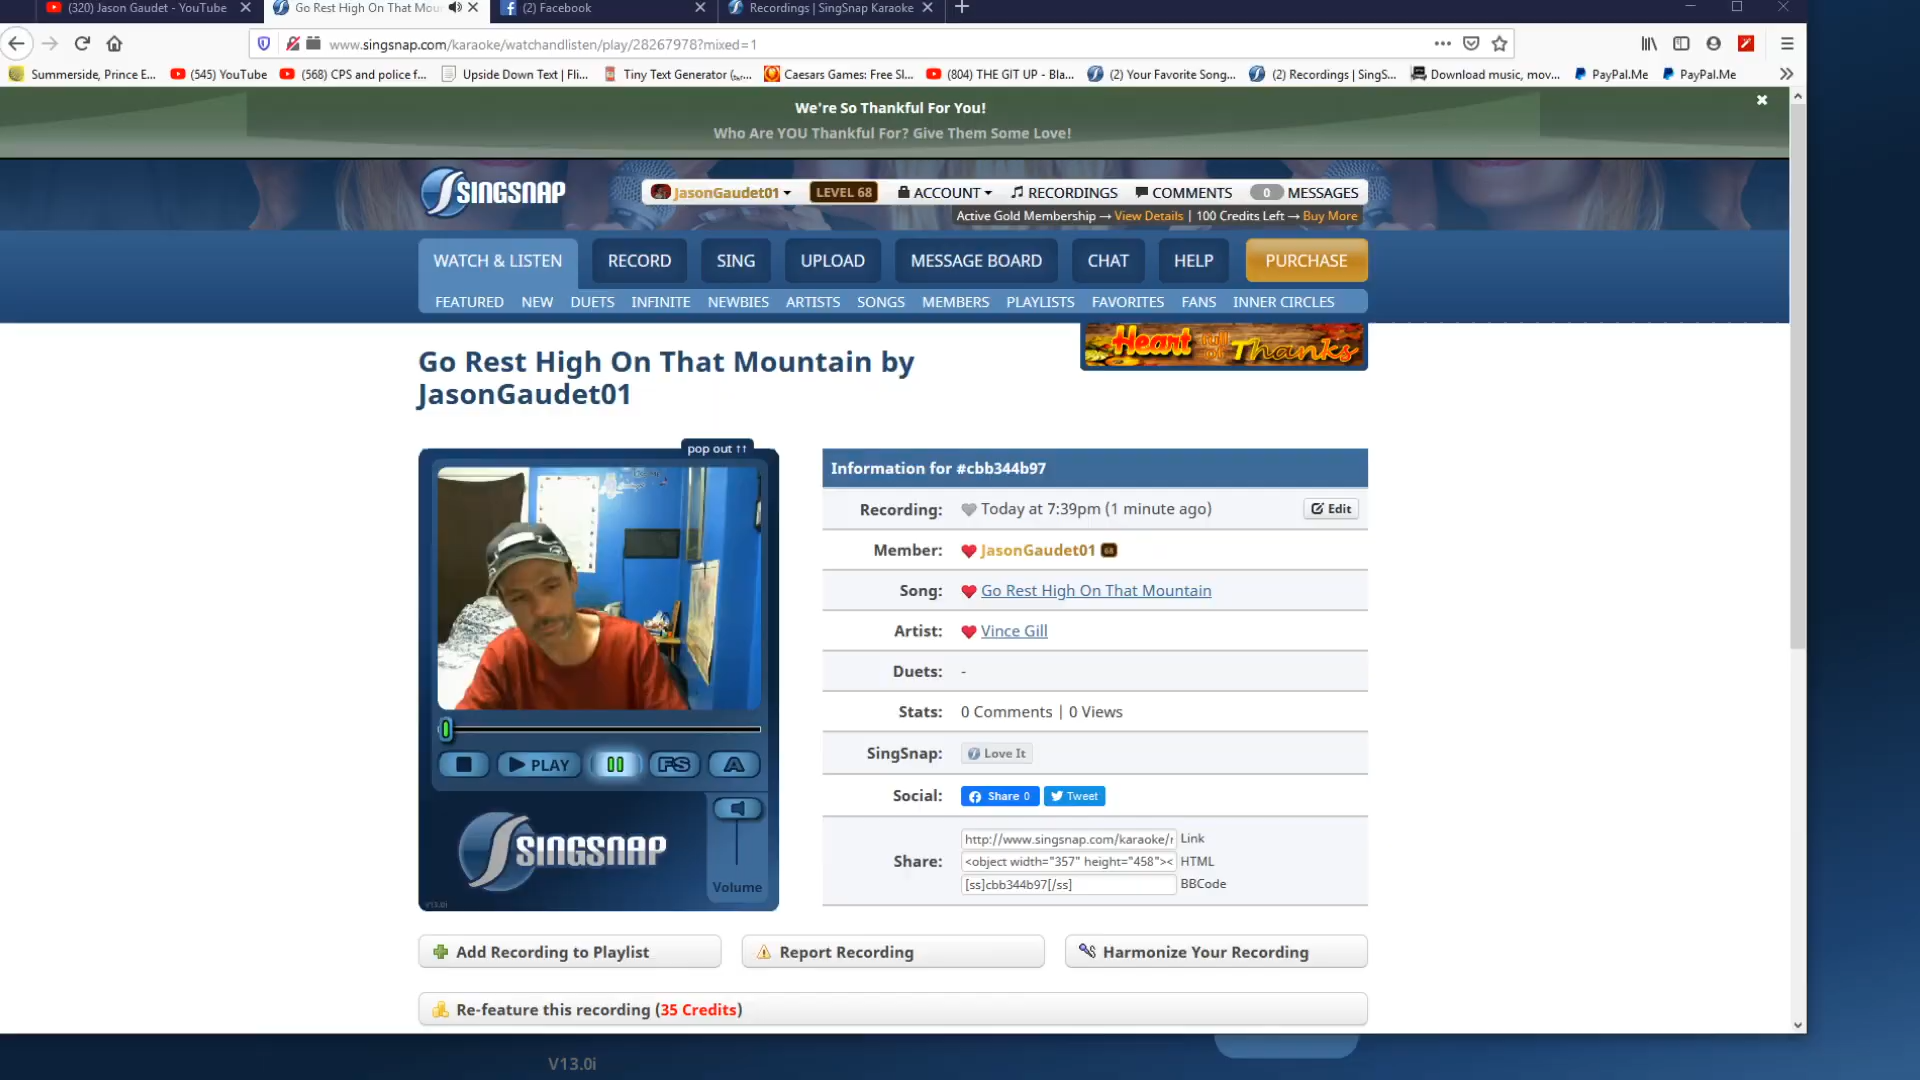 (320) Jason Gaudet - YouTube
Go Rest High On That Moun
(2) Facebook
Recordings | SingSnap Karaoke
www.singsnap.com/karaoke/watchandlisten/play/28267978?mixed=1
Summerside, Prince E...
(545) YouTube
(568) CPS and police f...
Upside Down Text | Fli...
Tiny Text Generator
Caesars Games: Free Sl...
(804) THE GIT UP - Bla...
(2) Your Favorite Song...
(2) Recordings | SingS...
Download music, mov...
PayPal.Me
PayPal.Me
We're So Thankful For You!
Who Are YOU Thankful For? Give Them Some Love!
SINGSNAP
JasonGaudet01
LEVEL 68
ACCOUNT
RECORDINGS
COMMENTS
0 MESSAGES
Active Gold Membership → View Details | 100 Credits Left → Buy More
WATCH & LISTEN
RECORD
SING
UPLOAD
MESSAGE BOARD
CHAT
HELP
PURCHASE
FEATURED
NEW
DUETS
INFINITE
NEWBIES
ARTISTS
SONGS
MEMBERS
PLAYLISTS
FAVORITES
FANS
INNER CIRCLES
Heart full of Thanks
Go Rest High On That Mountain by
JasonGaudet01
pop out ↑↑
PLAY
FS
A
SINGSNAP
Volume
V13.0i
Information for #cbb344b97
Recording: Today at 7:39pm (1 minute ago)
Edit
Member: JasonGaudet01 68
Song: Go Rest High On That Mountain
Artist: Vince Gill
Duets: -
Stats: 0 Comments | 0 Views
SingSnap: Love It
Social: Share 0 Tweet
Share:
http://www.singsnap.com/karaoke/r Link
<object width="357" height="458">< HTML
[ss]cbb344b97[/ss] BBCode
Add Recording to Playlist
Report Recording
Harmonize Your Recording
Re-feature this recording (35 Credits)
V13.0i